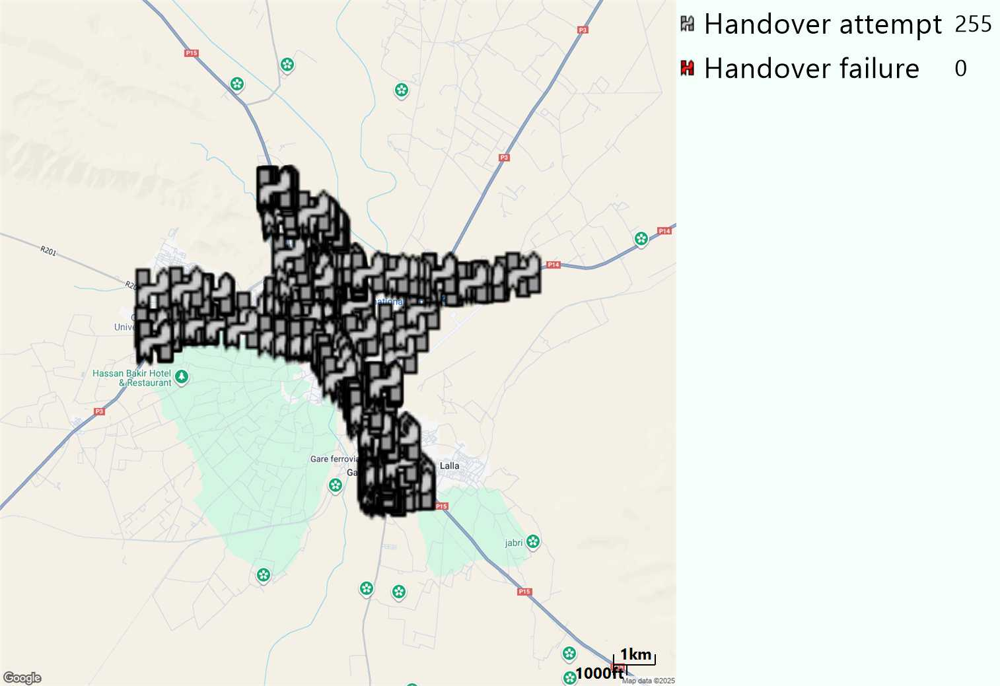 Handover attempt 255
Handover failure 0
P3
P15
P3
P14
P14
R201
national
Hassan Bakir Hotel
& Restaurant
P3
Gare ferrovia
Lalla
P15
jabri
P15
1km
1000ft
Google
Map data ©2025